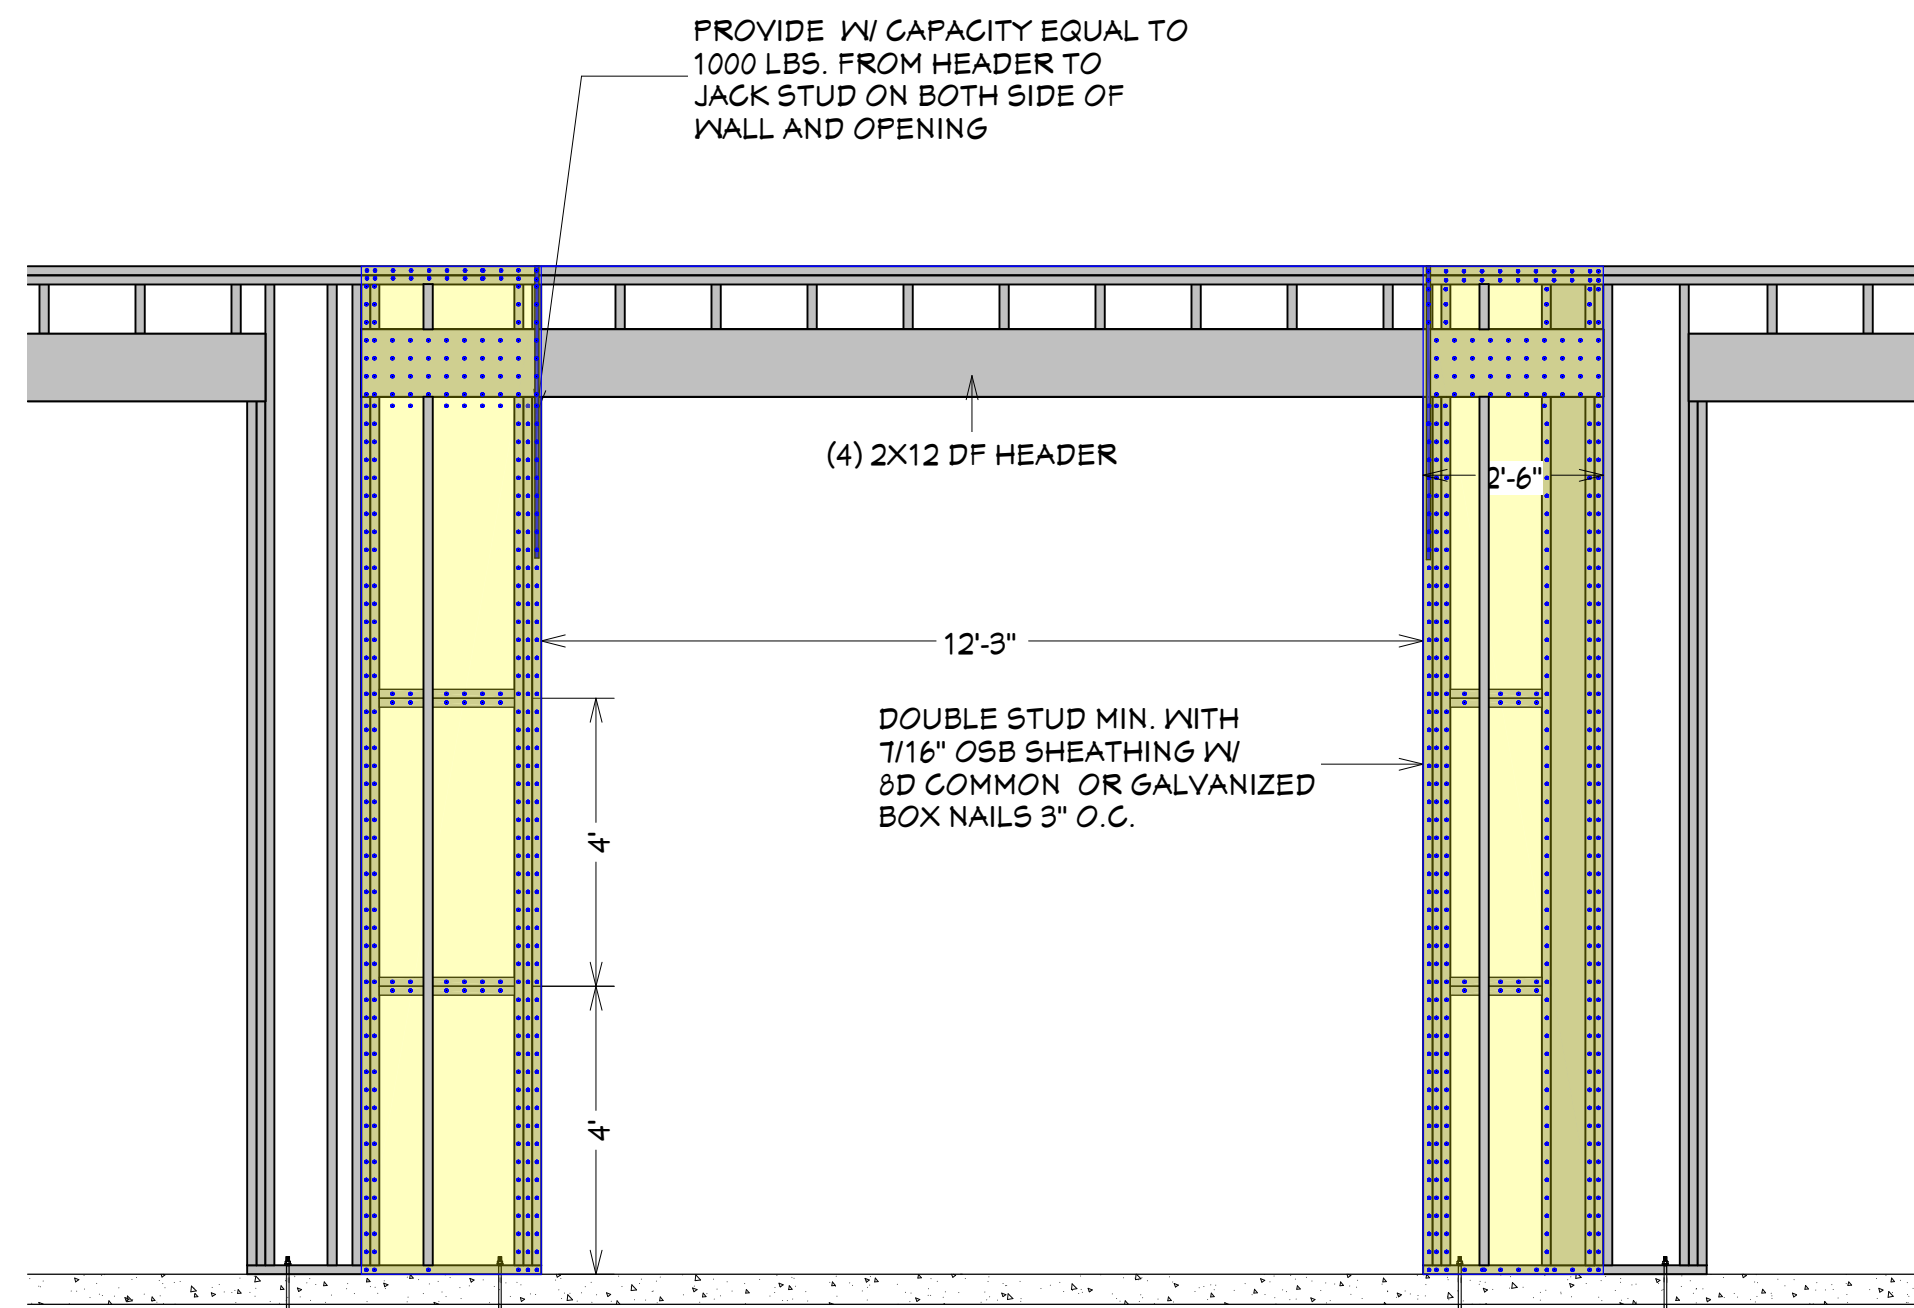 PROVIDE W/ CAPACITY EQUAL TO
1000 LBS. FROM HEADER TO
JACK STUD ON BOTH SIDE OF
WALL AND OPENING
(4) 2X12 DF HEADER
2'-6"
12'-3"
DOUBLE STUD MIN. WITH
7/16" OSB SHEATHING W/
8D COMMON OR GALVANIZED
BOX NAILS 3" O.C.
4'
4'